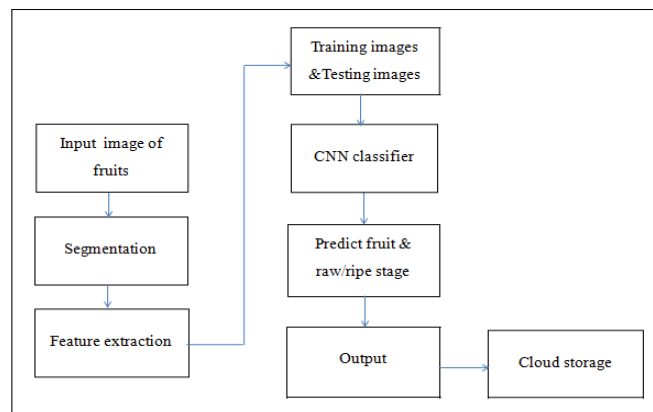 Input image of
fruits
Segmentation
Feature extraction
Training images
&Testing images
CNN classifier
Predict fruit &
raw/ripe stage
Output
Cloud storage